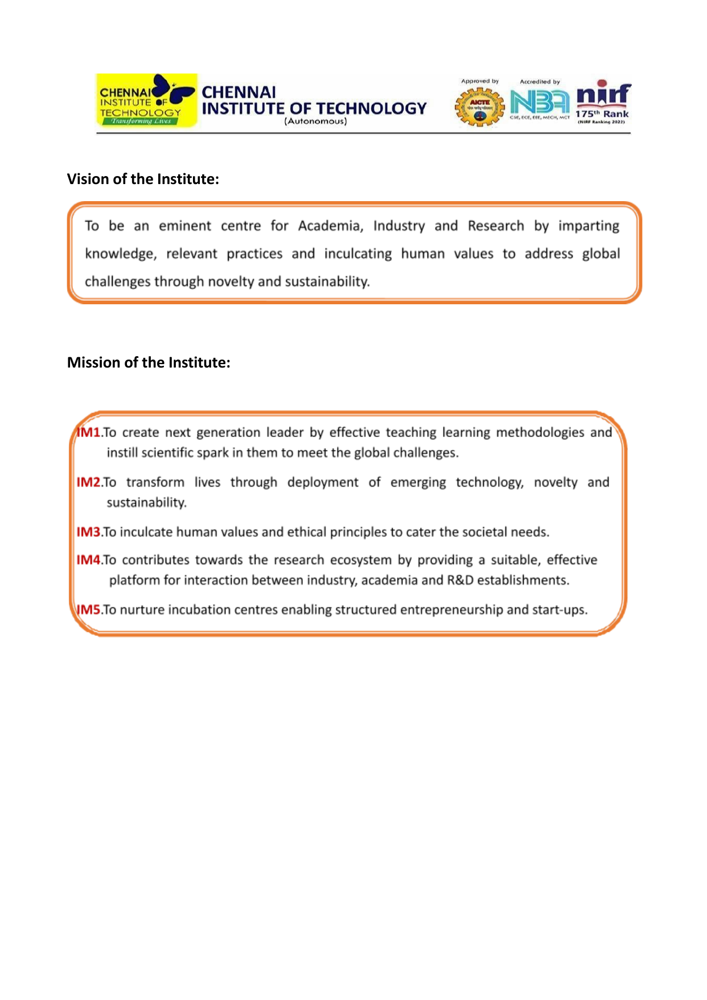 CHENNAI
INSTITUTE OF
TECHNOLOGY
Transforming Lives
CHENNAI
INSTITUTE OF TECHNOLOGY
(Autonomous)
Approved by
AICTE
Accredited by
NBA
CSE, ECE, EEE, MECH, MCT
nirf
175th Rank
(NIRF Ranking 2022)
Vision of the Institute:
To be an eminent centre for Academia, Industry and Research by imparting
knowledge, relevant practices and inculcating human values to address global
challenges through novelty and sustainability.
Mission of the Institute:
IM1.To create next generation leader by effective teaching learning methodologies and
instill scientific spark in them to meet the global challenges.
IM2.To transform lives through deployment of emerging technology, novelty and
sustainability.
IM3.To inculcate human values and ethical principles to cater the societal needs.
IM4.To contributes towards the research ecosystem by providing a suitable, effective
platform for interaction between industry, academia and R&D establishments.
IM5.To nurture incubation centres enabling structured entrepreneurship and start-ups.